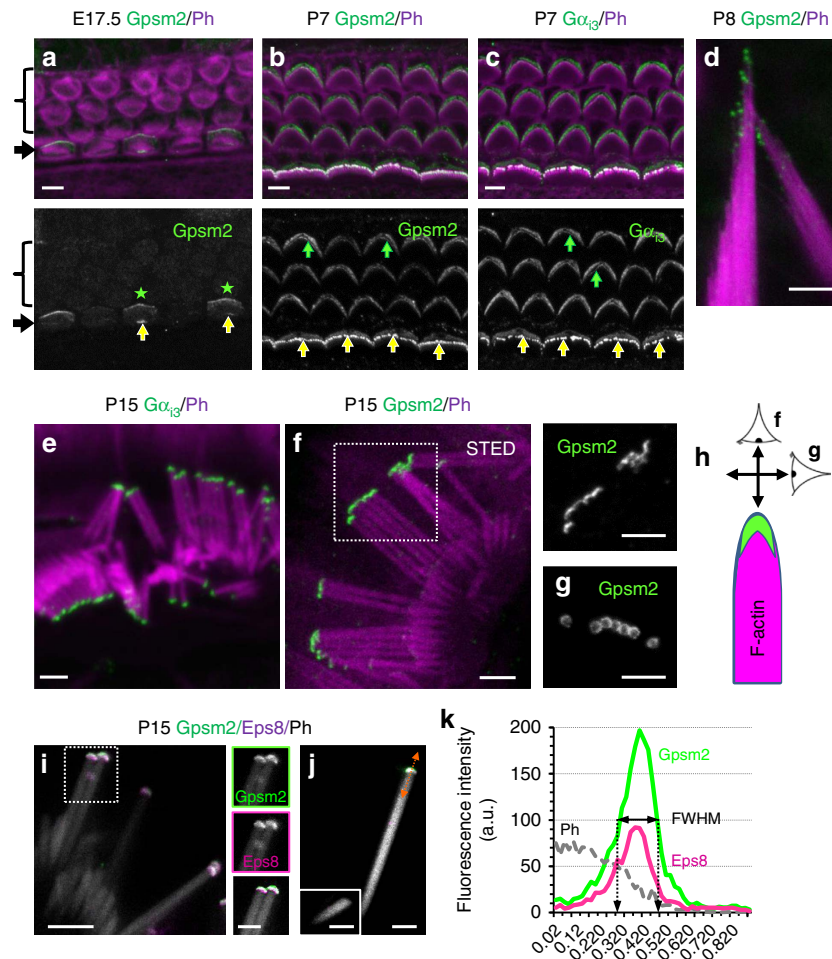 E17.5 Gpsm2/Ph
P7 Gpsm2/Ph
P7 Gαi3/Ph
P8 Gpsm2/Ph
a
b
c
d
Gpsm2
Gpsm2
Gαi3
P15 Gαi3/Ph
P15 Gpsm2/Ph
e
f
STED
Gpsm2
g
Gpsm2
h
f
g
F-actin
P15 Gpsm2/Eps8/Ph
i
Gpsm2
Eps8
j
k
Fluorescence intensity
(a.u.)
200
150
100
50
0
Gpsm2
FWHM
Ph
Eps8
0.02
0.12
0.220
0.320
0.420
0.520
0.620
0.720
0.820